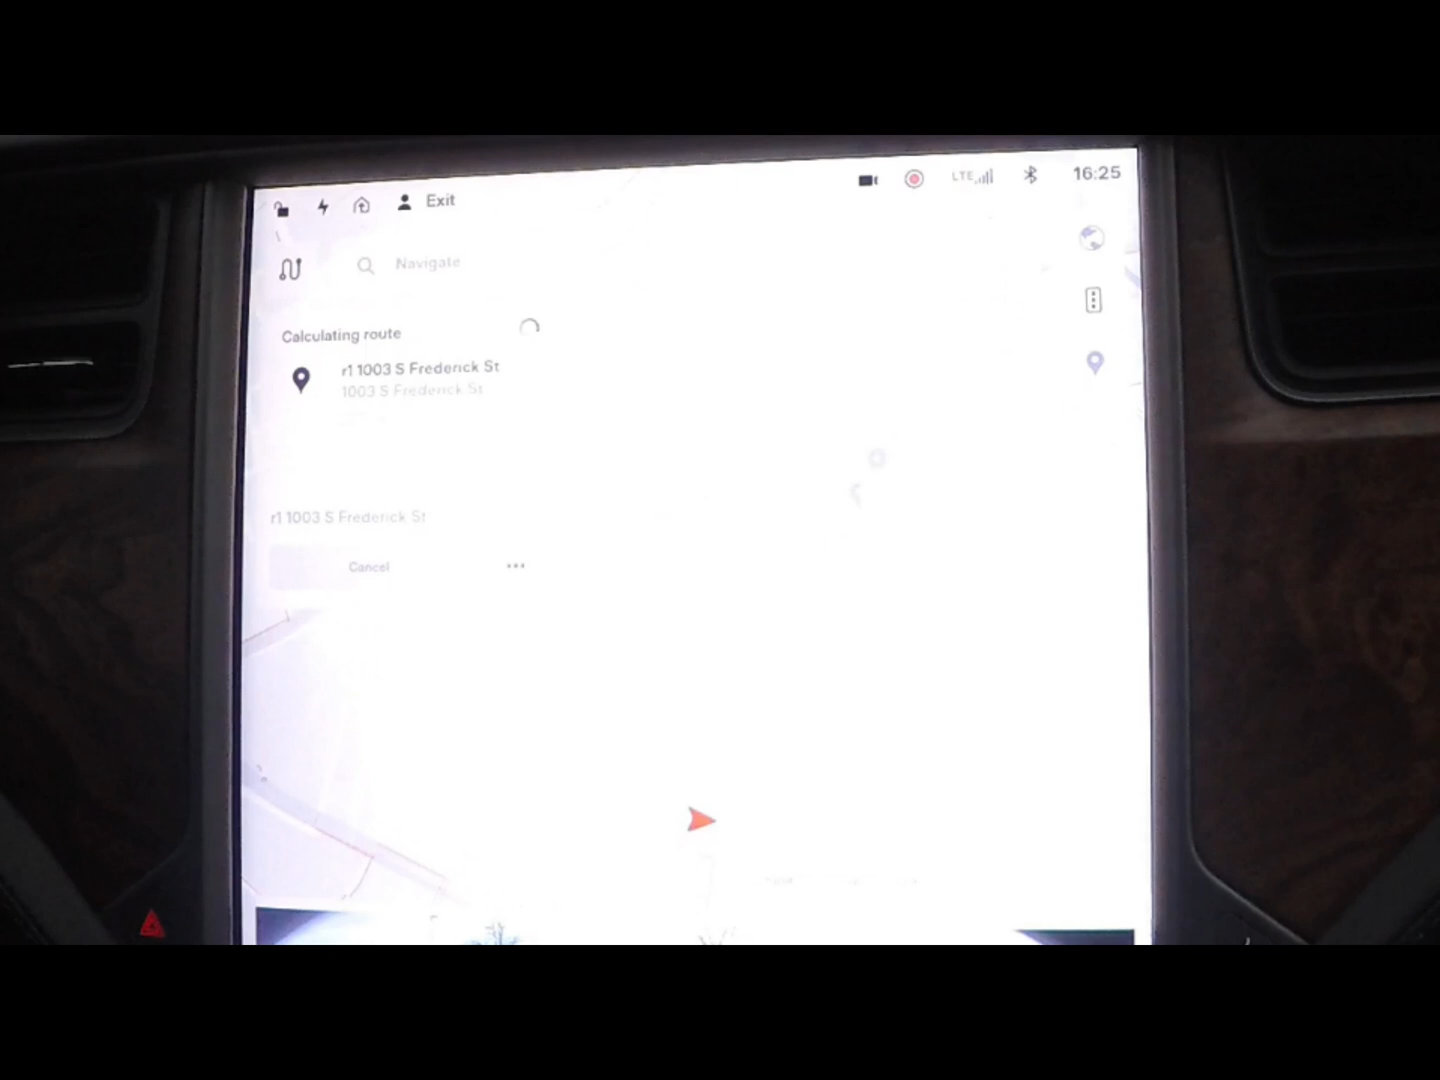 Exit
LTE
16:25
Navigate
Calculating route
r1 1003 S Frederick St
1003 S Frederick St
r1 1003 S Frederick St
Cancel